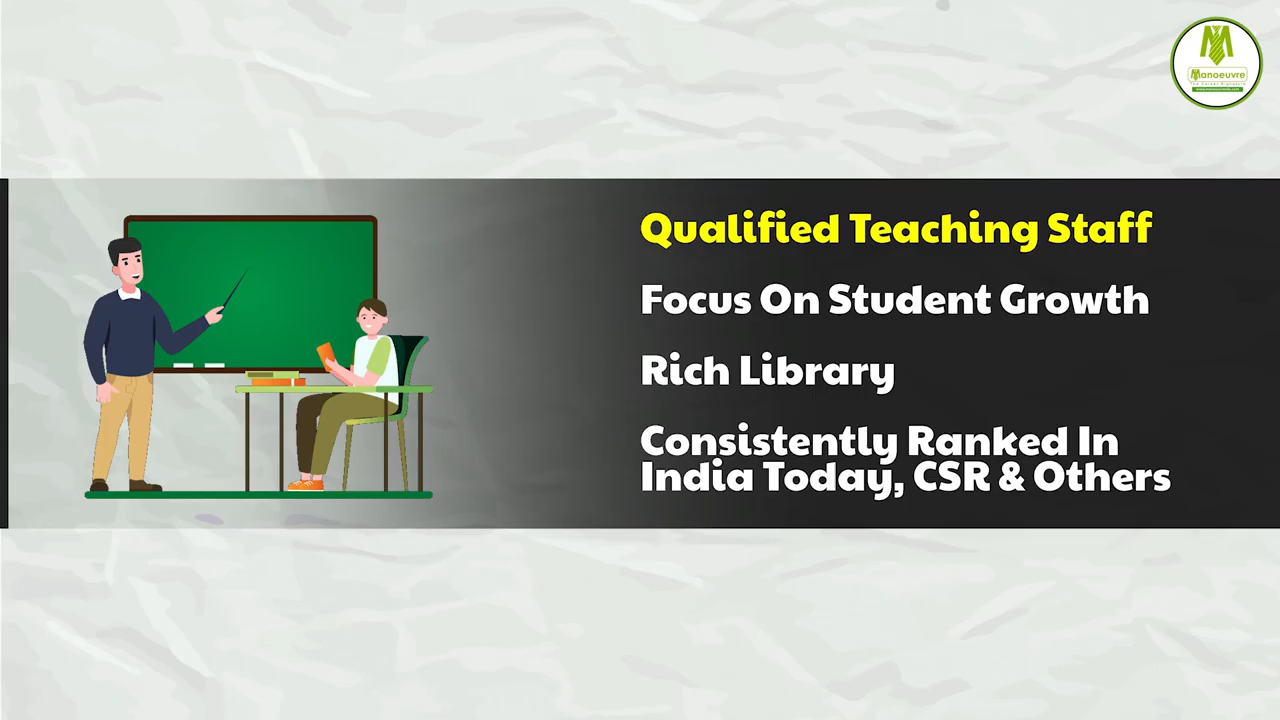 Manoeuvre
Qualified Teaching Staff
Focus On Student Growth
Rich Library
Consistently Ranked In
India Today, CSR & Others